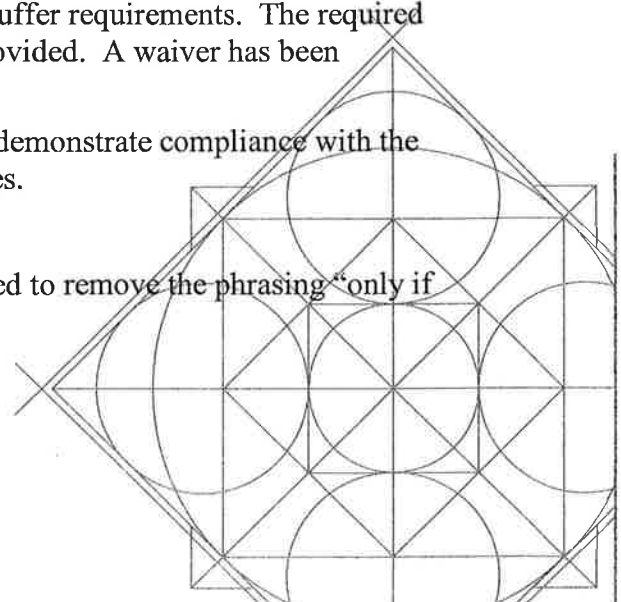 uffer requirements. The required
ovided. A waiver has been
demonstrate compliance with the
es.
ed to remove the phrasing “only if